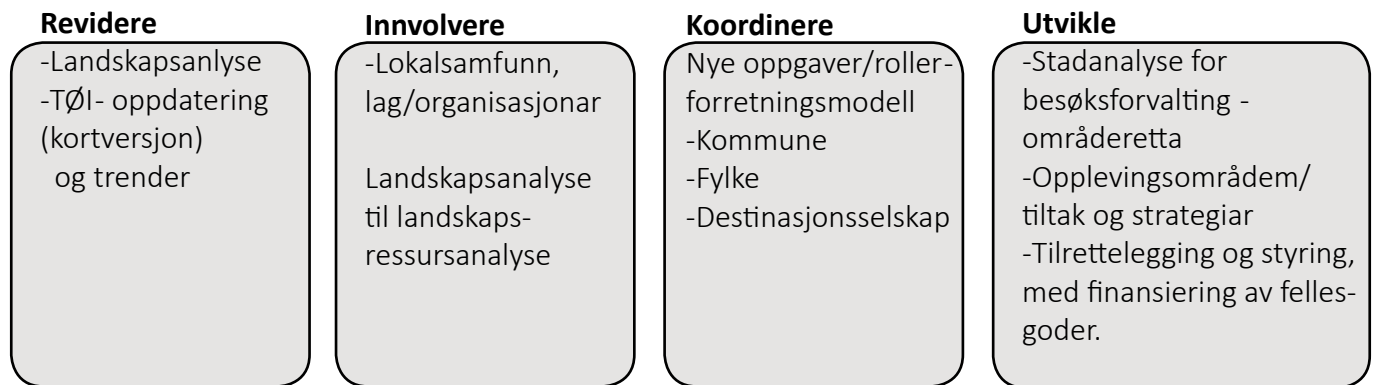 Revidere
-Landskapsanlyse
-TØI- oppdatering
(kortversjon)
og trender
Innvolvere
-Lokalsamfunn,
lag/organisasjonar
Landskapsanalyse
til landskaps-
ressursanalyse
Koordinere
Nye oppgaver/roller-
forretningsmodell
-Kommune
-Fylke
-Destinasjonsselskap
Utvikle
-Stadanalyse for
besøksforvalting -
områderetta
-Opplevingsområdem/
tiltak og strategiar
-Tilrettelegging og styring,
med finansiering av felles-
goder.